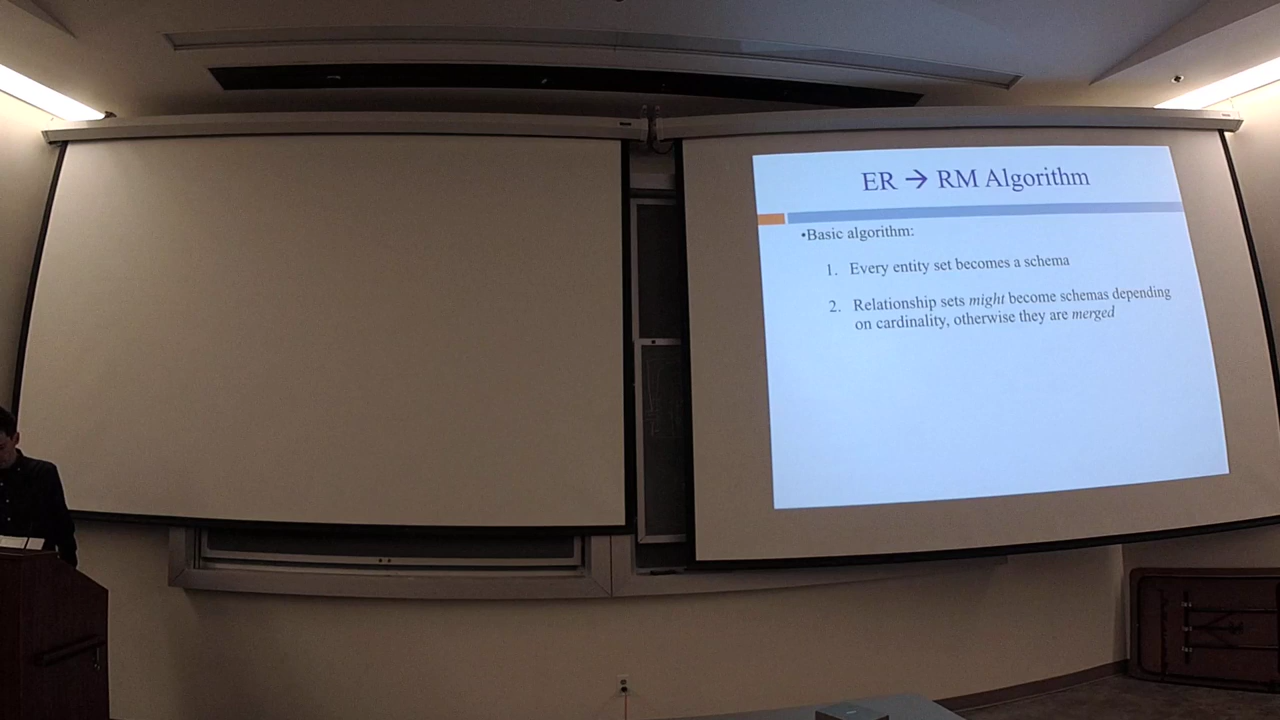 ER → RM Algorithm
•Basic algorithm:
1. Every entity set becomes a schema
2. Relationship sets might become schemas depending
on cardinality, otherwise they are merged